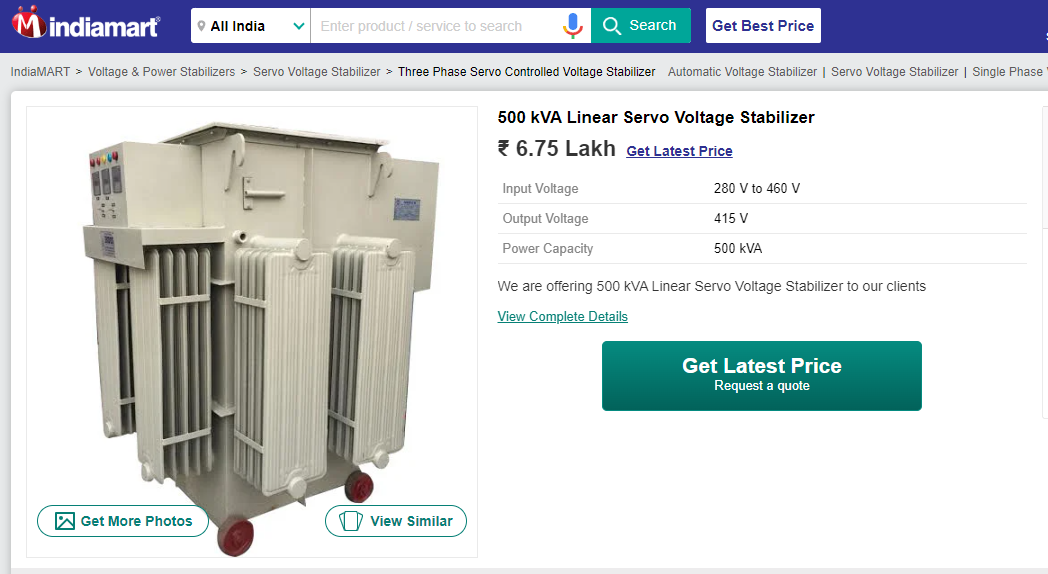 indiamart
All India
Enter product / service to search
Search
Get Best Price
IndiaMART > Voltage & Power Stabilizers > Servo Voltage Stabilizer > Three Phase Servo Controlled Voltage Stabilizer
Automatic Voltage Stabilizer | Servo Voltage Stabilizer | Single Phase
500 kVA Linear Servo Voltage Stabilizer
₹ 6.75 Lakh Get Latest Price
Input Voltage 280 V to 460 V
Output Voltage 415 V
Power Capacity 500 kVA
We are offering 500 kVA Linear Servo Voltage Stabilizer to our clients
View Complete Details
Get Latest Price
Request a quote
Get More Photos
View Similar